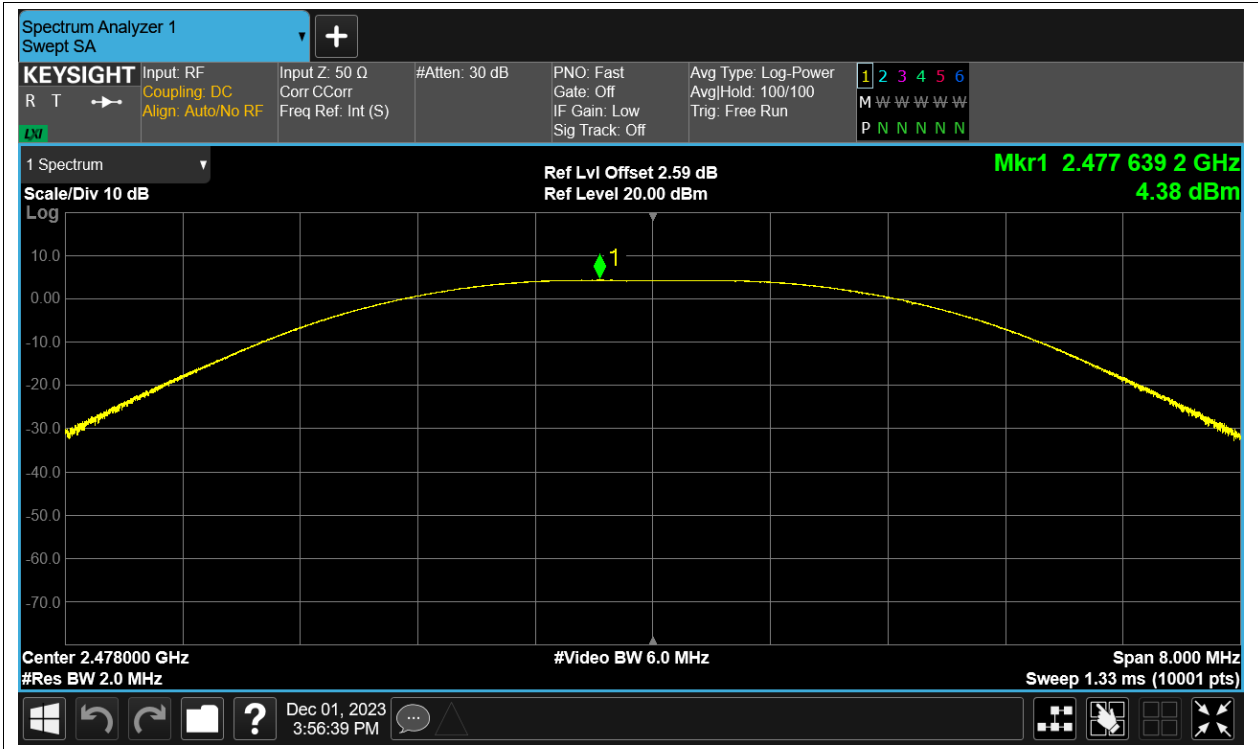 Spectrum Analyzer 1
Swept SA
+
KEYSIGHT
R T
LXI
Input: RF
Coupling: DC
Align: Auto/No RF
Input Z: 50 Ω
Corr CCorr
Freq Ref: Int (S)
#Atten: 30 dB
PNO: Fast
Gate: Off
IF Gain: Low
Sig Track: Off
Avg Type: Log-Power
Avg|Hold: 100/100
Trig: Free Run
1 2 3 4 5 6
M W W W W W
P N N N N N
1 Spectrum
Scale/Div 10 dB
Log
Ref Lvl Offset 2.59 dB
Ref Level 20.00 dBm
Mkr1 2.477 639 2 GHz
4.38 dBm
1
10.0
0.00
-10.0
-20.0
-30.0
-40.0
-50.0
-60.0
-70.0
Center 2.478000 GHz
#Res BW 2.0 MHz
#Video BW 6.0 MHz
Span 8.000 MHz
Sweep 1.33 ms (10001 pts)
?
Dec 01, 2023
3:56:39 PM